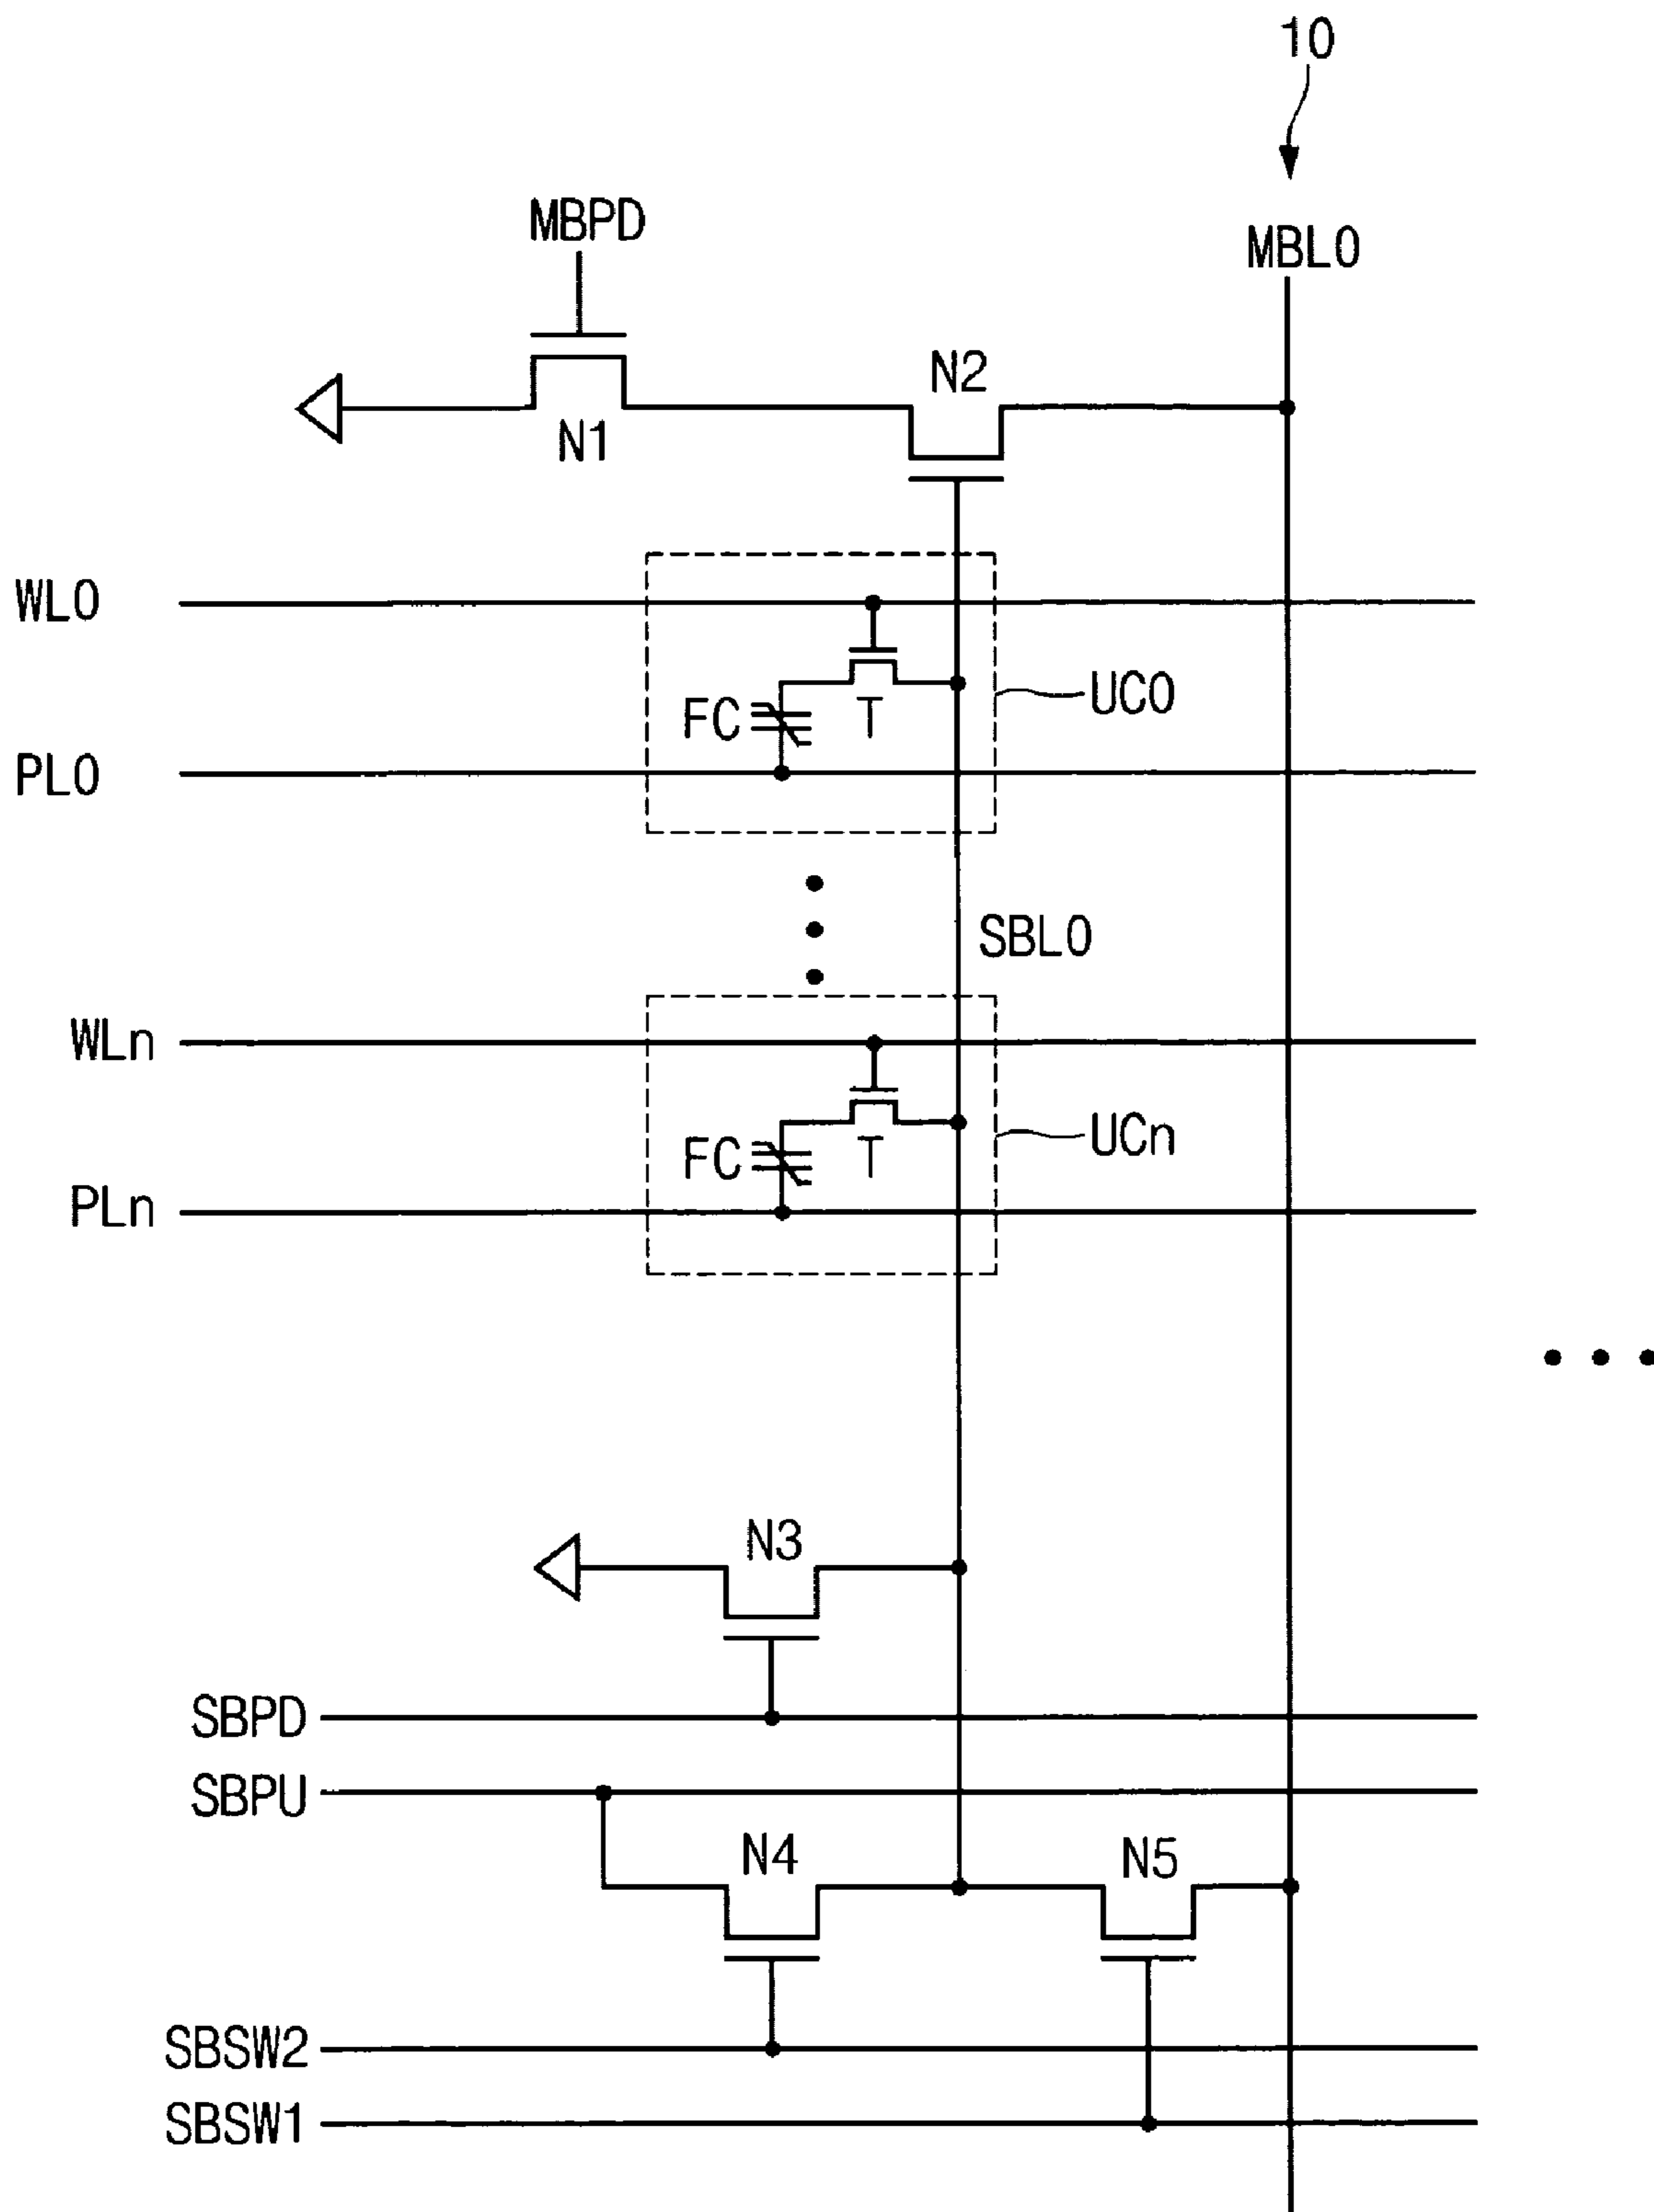 10
MBPD
MBL0
N2
N1
WL0
UC0
FC
T
PL0
SBL0
WLn
UCn
FC
T
PLn
N3
SBPD
SBPU
N4
N5
SBSW2
SBSW1